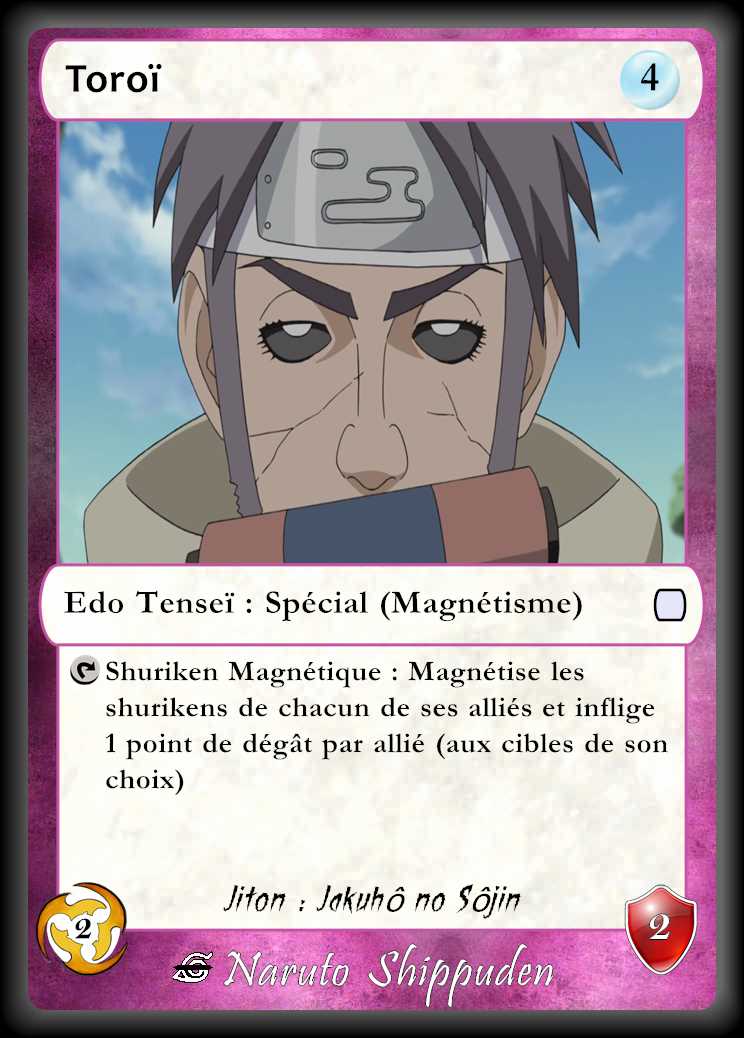 Toroï
4
Edo Tenseï : Spécial (Magnétisme)
Shuriken Magnétique : Magnétise les
shurikens de chacun de ses alliés et inflige
1 point de dégât par allié (aux cibles de son
choix)
Jiton : Jakuhô no Sôjin
2
2
Naruto Shippuden